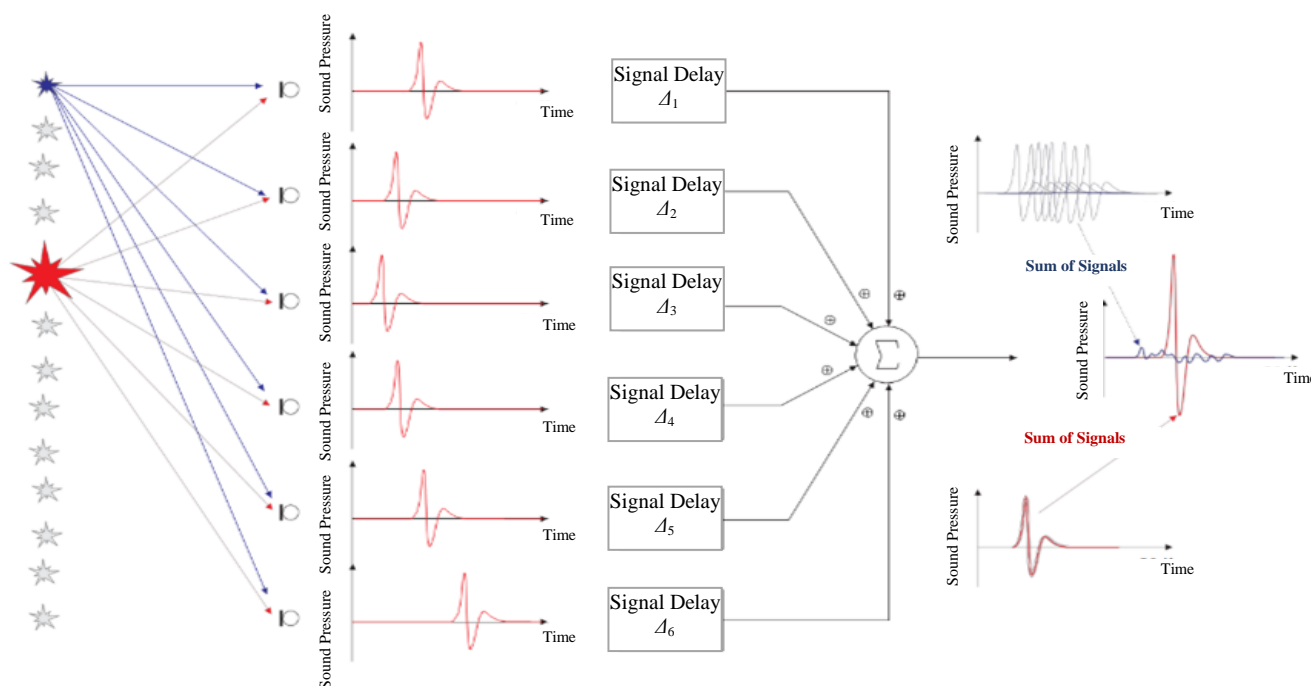 Sound Pressure
Time
Signal Delay
Δ1
Sound Pressure
Time
Signal Delay
Δ2
Sound Pressure
Time
Signal Delay
Δ3
Sound Pressure
Time
Signal Delay
Δ4
Sound Pressure
Time
Signal Delay
Δ5
Sound Pressure
Time
Signal Delay
Δ6
Σ
Sound Pressure
Time
Sum of Signals
Sound Pressure
Time
Sum of Signals
Sound Pressure
Time